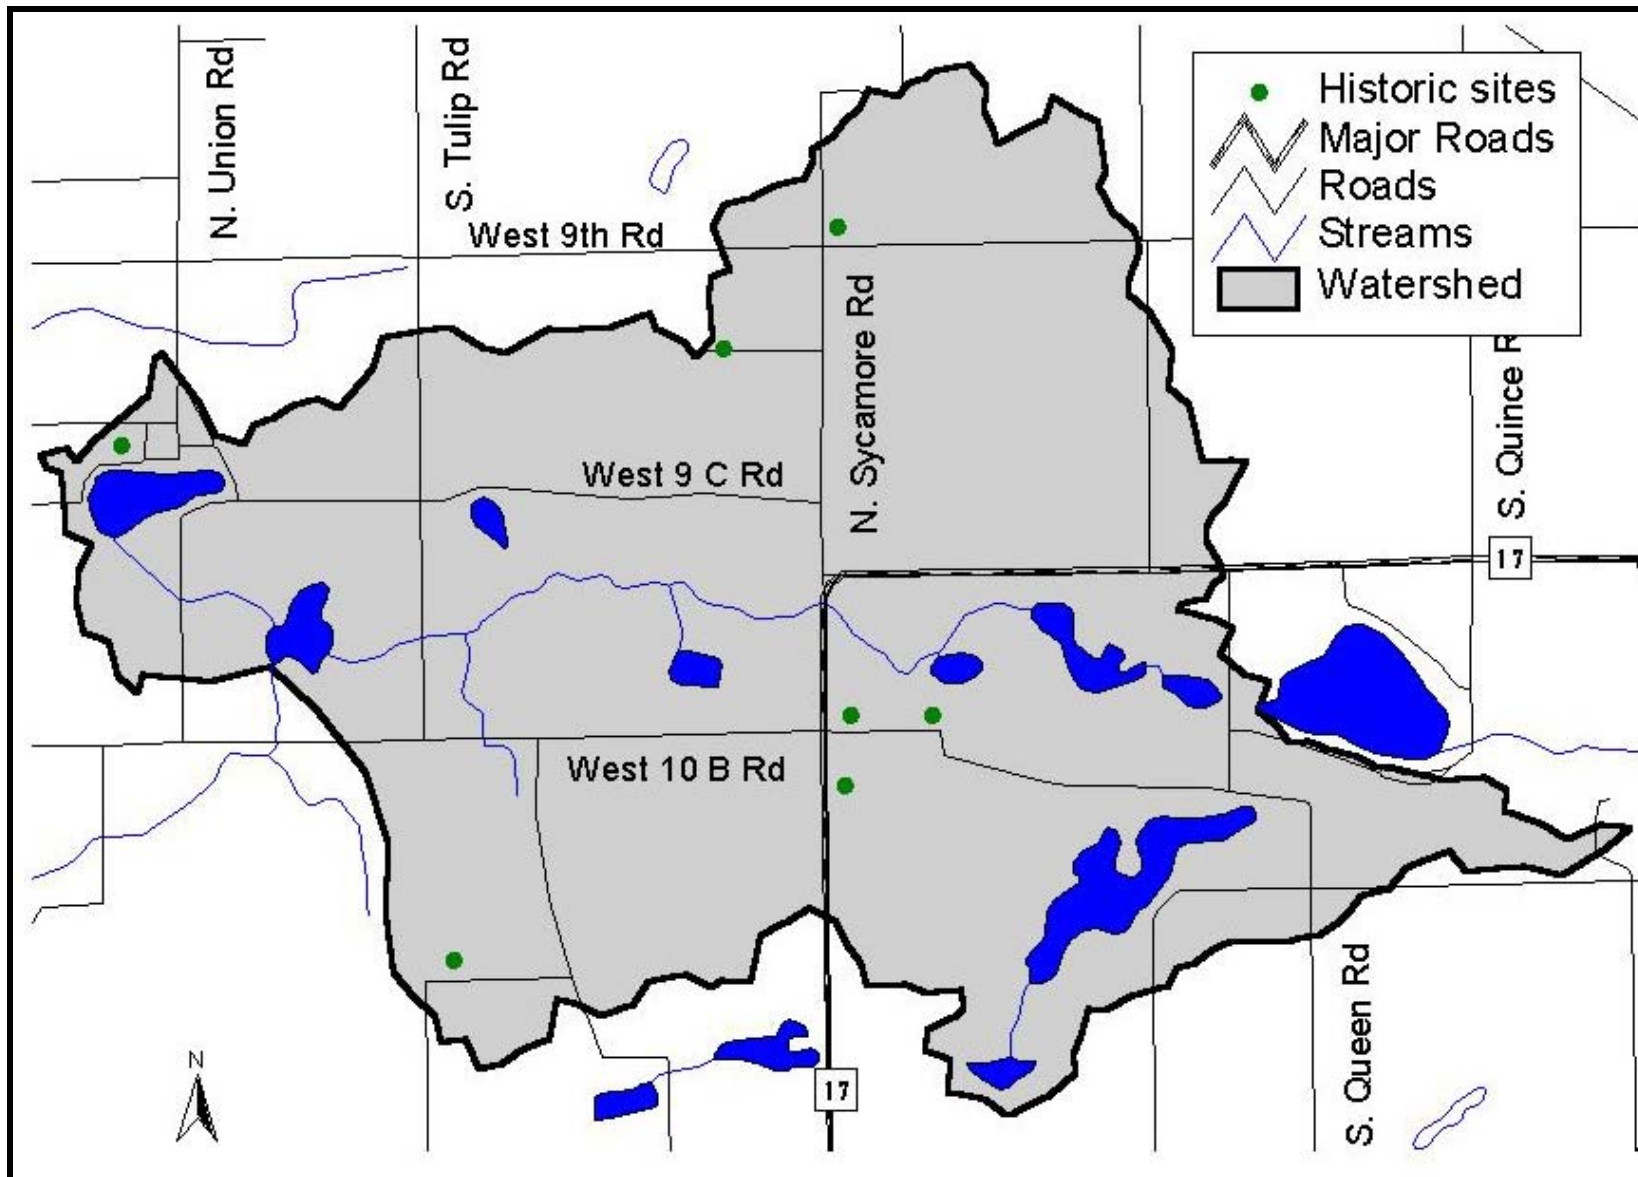 N. Union Rd
S. Tulip Rd
West 9th Rd
Historic sites
Major Roads
Roads
Streams
Watershed
N. Sycamore Rd
S. Quince R
West 9 C Rd
17
West 10 B Rd
S. Queen Rd
N
17